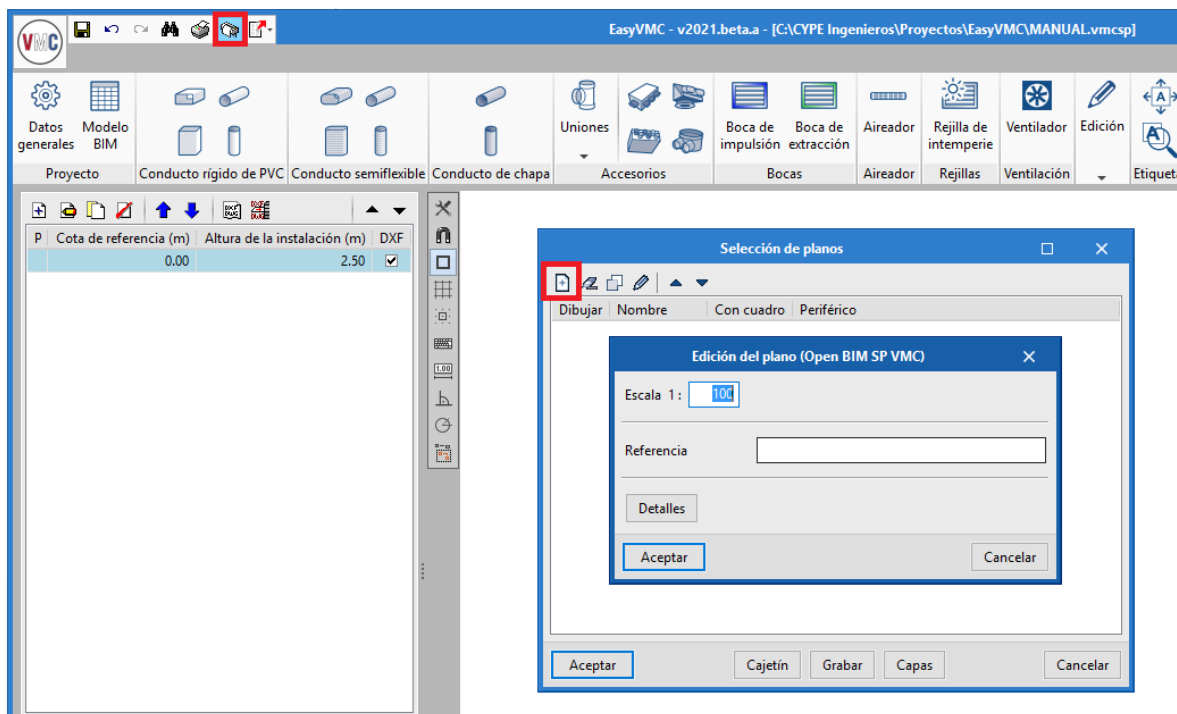 VMC
EasyVMC - v2021.beta.a - [C:\CYPE Ingenieros\Proyectos\EasyVMC\MANUAL.vmcsp]
Datos generales
Modelo BIM
Uniones
Boca de impulsión
Boca de extracción
Aireador
Rejilla de intemperie
Ventilador
Edición
A
A
Proyecto
Conducto rígido de PVC
Conducto semiflexible
Conducto de chapa
Accesorios
Bocas
Aireador
Rejillas
Ventilación
Etiquet
P Cota de referencia (m) Altura de la instalación (m) DXF
0.00 2.50
1.00
Selección de planos
Dibujar Nombre Con cuadro Periférico
Edición del plano (Open BIM SP VMC)
Escala 1: 100
Referencia
Detalles
Aceptar Cancelar
Aceptar Cajetín Grabar Capas Cancelar